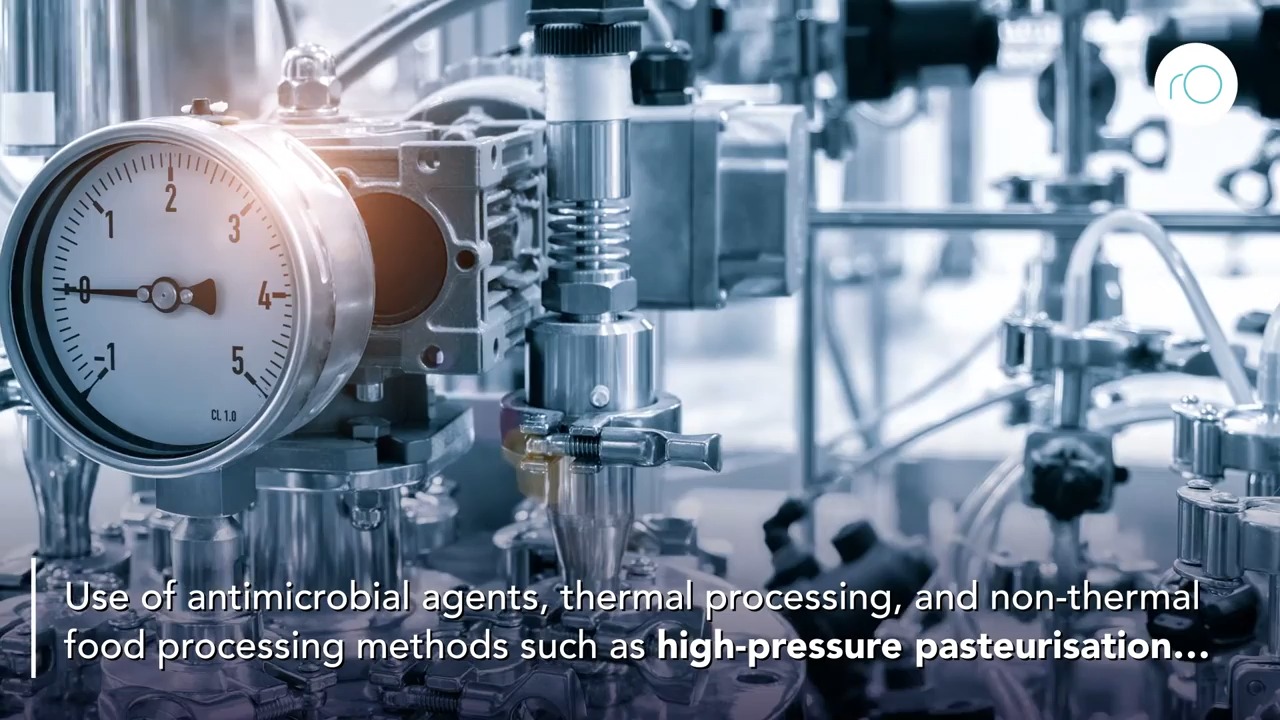 2
1
3
0
4
-1
5
CL 1.0
ro
Use of antimicrobial agents, thermal processing, and non-thermal
food processing methods such as high-pressure pasteurisation...